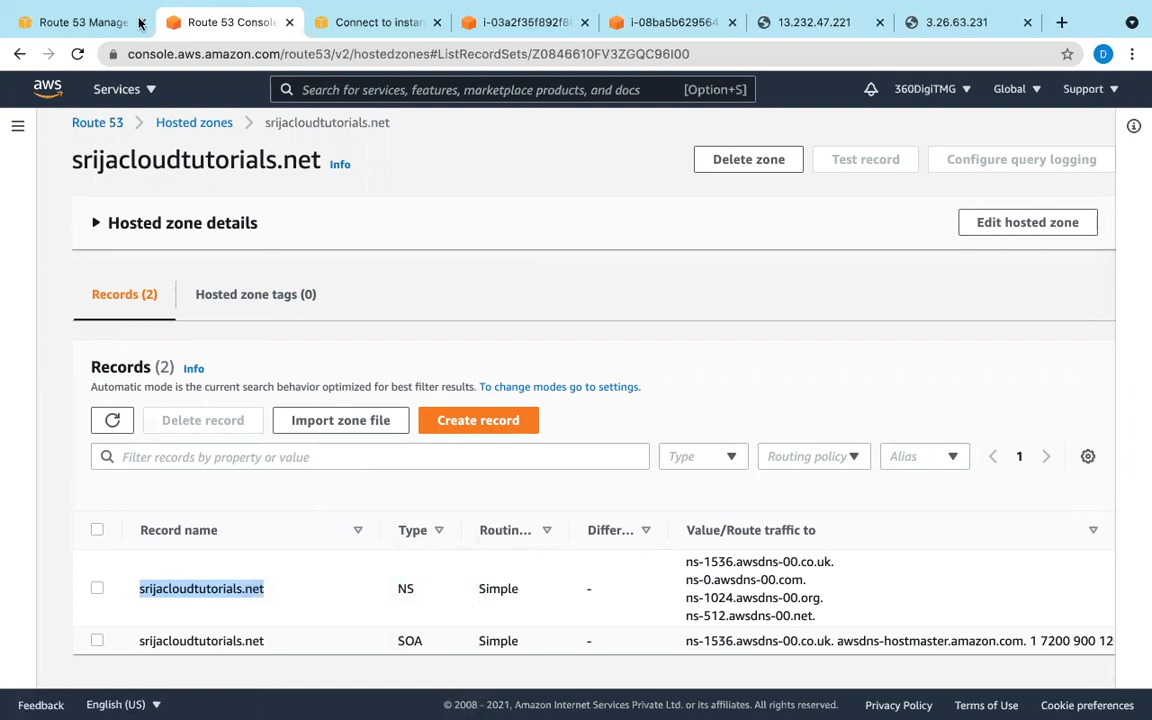 Route 53 Manage
Route 53 Conso
Connect to instan
i-03a2f35f892f8
i-08ba5b629564
13.232.47.221
3.26.63.231
console.aws.amazon.com/route53/v2/hostedzones#ListRecordSets/Z0846610FV3ZGQC96I00
D
aws
Services
Search for services, features, marketplace products, and docs [Option+S]
360DigiTMG
Global
Support
Route 53
Hosted zones
srijacloudtutorials.net
srijacloudtutorials.net Info
Delete zone
Test record
Configure query logging
Hosted zone details
Edit hosted zone
Records (2)
Hosted zone tags (0)
Records (2) Info
Automatic mode is the current search behavior optimized for best filter results. To change modes go to settings.
Delete record
Import zone file
Create record
Filter records by property or value
Type
Routing policy
Alias
1
Record name Type Routin... Differ... Value/Route traffic to
srijacloudtutorials.net NS Simple - ns-1536.awsdns-00.co.uk.
ns-0.awsdns-00.com.
ns-1024.awsdns-00.org.
ns-512.awsdns-00.net.
srijacloudtutorials.net SOA Simple - ns-1536.awsdns-00.co.uk. awsdns-hostmaster.amazon.com. 1 7200 900 12
Feedback
English (US)
© 2008 - 2021, Amazon Internet Services Private Ltd. or its affiliates. All rights reserved.
Privacy Policy
Terms of Use
Cookie preferences